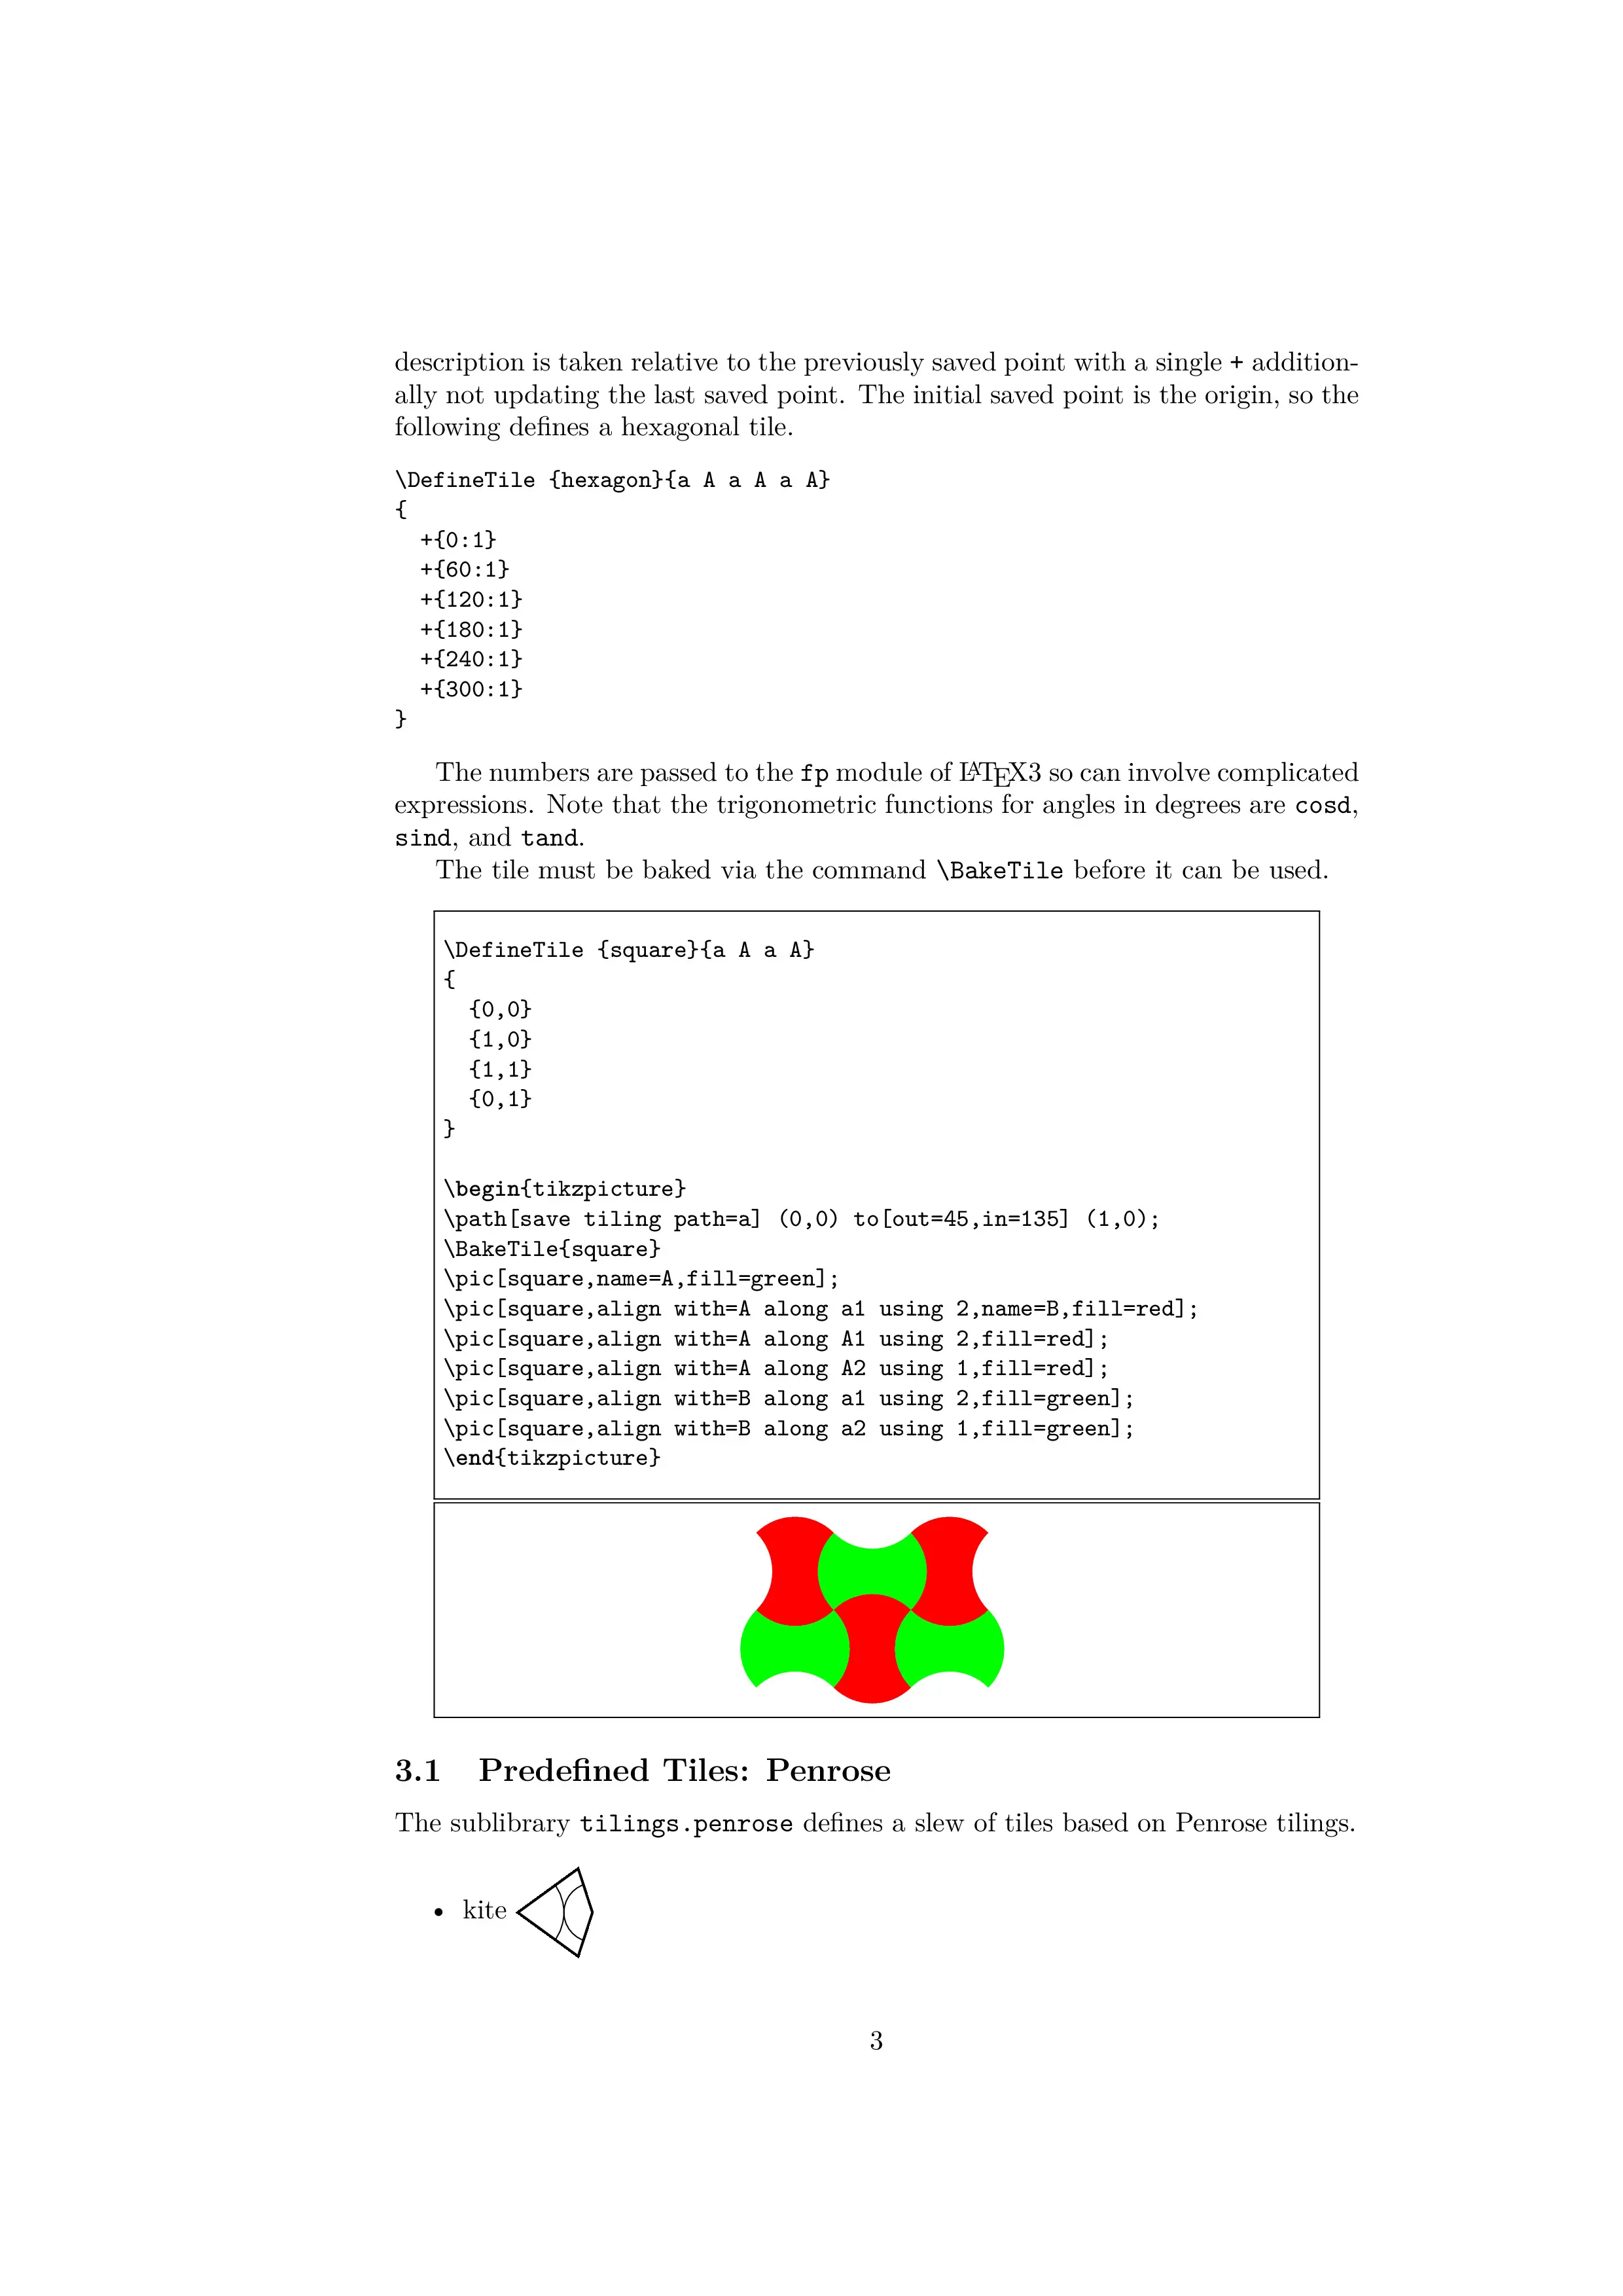 description is taken relative to the previously saved point with a single + addition-
ally not updating the last saved point. The initial saved point is the origin, so the
following defines a hexagonal tile.
\DefineTile {hexagon}{a A a A a A}
{
  +{0:1}
  +{60:1}
  +{120:1}
  +{180:1}
  +{240:1}
  +{300:1}
}
The numbers are passed to the fp module of LATEX3 so can involve complicated
expressions. Note that the trigonometric functions for angles in degrees are cosd,
sind, and tand.
The tile must be baked via the command \BakeTile before it can be used.
\DefineTile {square}{a A a A}
{
  {0,0}
  {1,0}
  {1,1}
  {0,1}
}
\begin{tikzpicture}
\path[save tiling path=a] (0,0) to[out=45,in=135] (1,0);
\BakeTile{square}
\pic[square,name=A,fill=green];
\pic[square,align with=A along a1 using 2,name=B,fill=red];
\pic[square,align with=A along A1 using 2,fill=red];
\pic[square,align with=A along A2 using 1,fill=red];
\pic[square,align with=B along a1 using 2,fill=green];
\pic[square,align with=B along a2 using 1,fill=green];
\end{tikzpicture}
3.1 Predefined Tiles: Penrose
The sublibrary tilings.penrose defines a slew of tiles based on Penrose tilings.
• kite
3